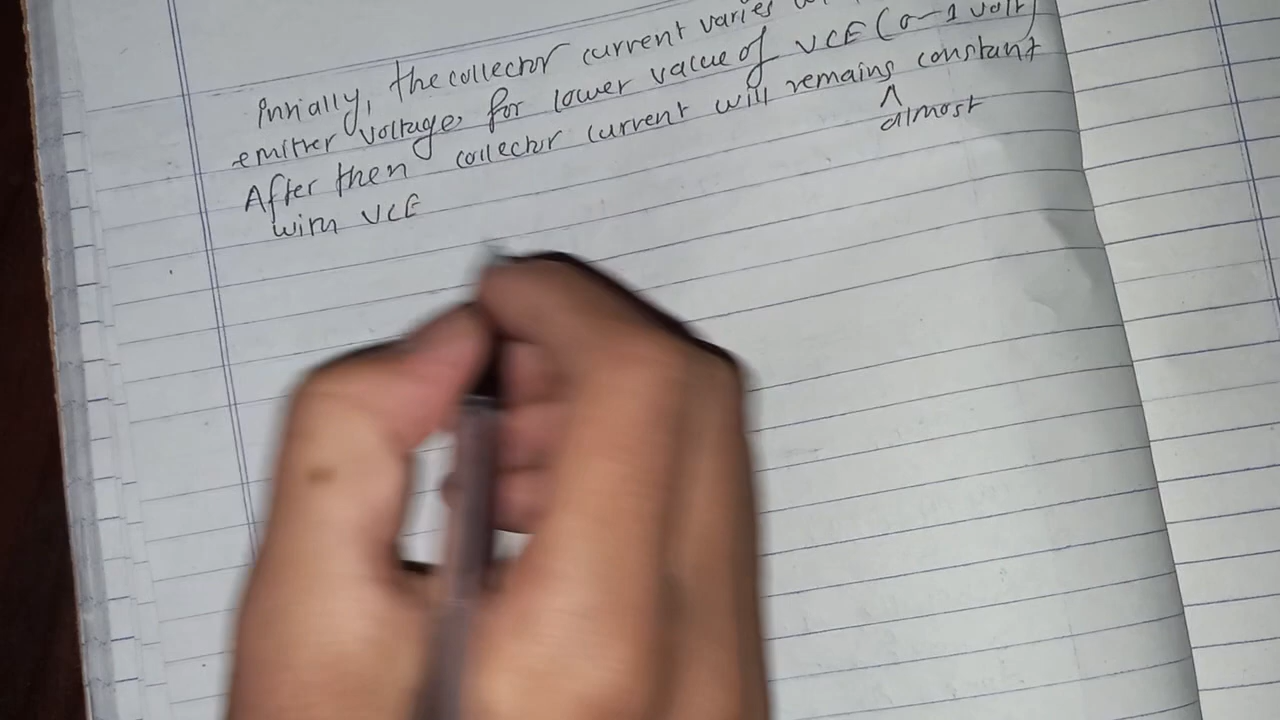 Initially, the collector current varies
emitter voltage, for lower value of VCE (0-1 volt)
After then collector current will remains constant
almost
with VCE